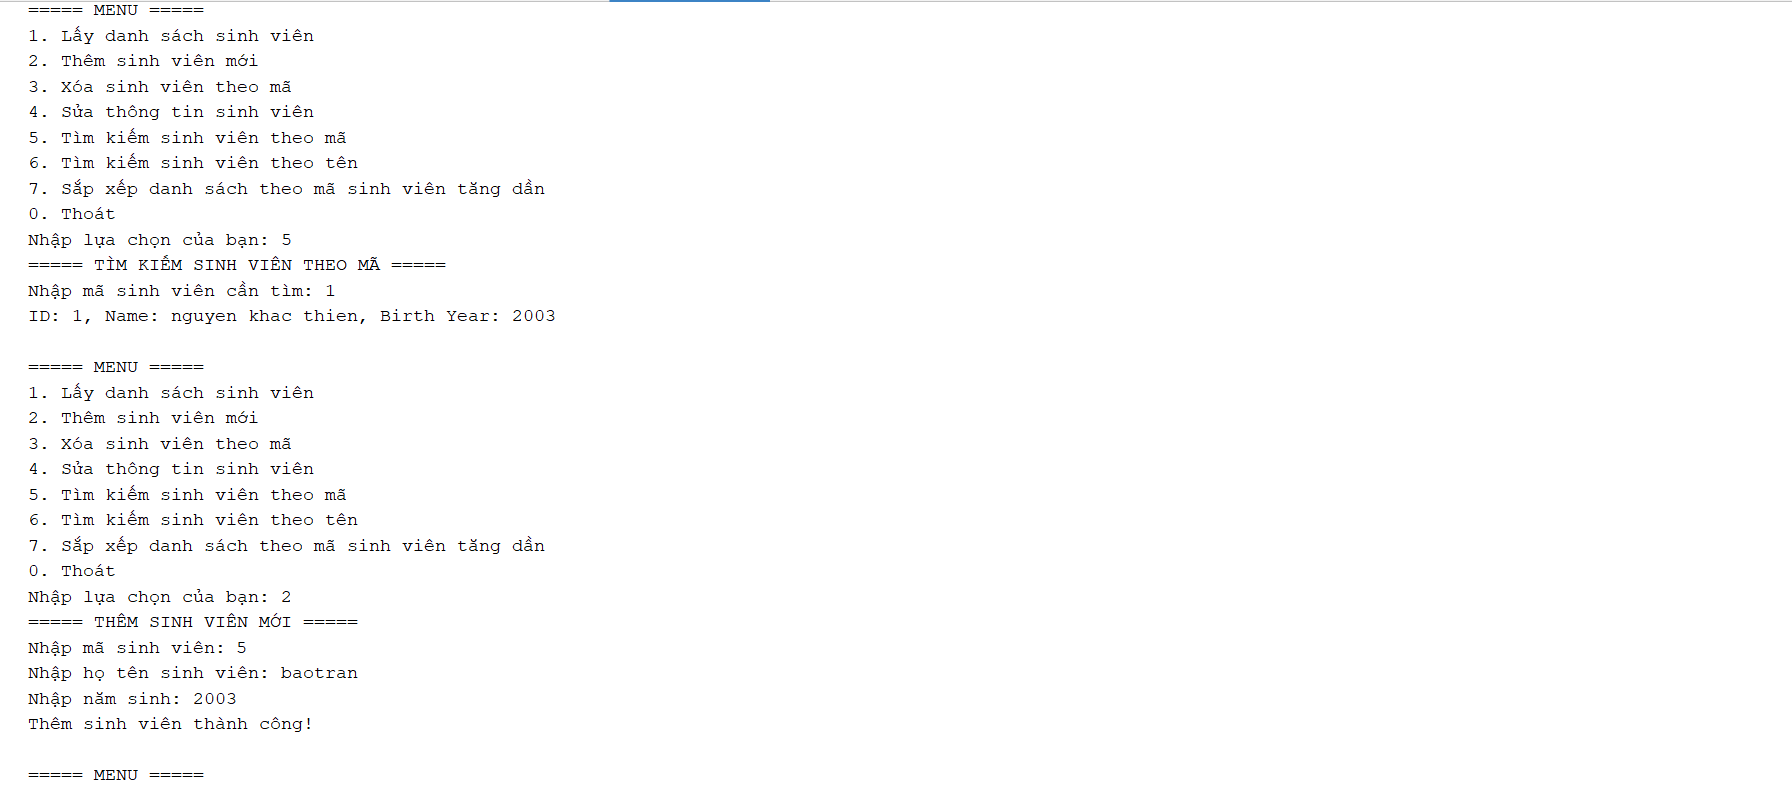 ===== MENU =====
1. Lấy danh sách sinh viên
2. Thêm sinh viên mới
3. Xóa sinh viên theo mã
4. Sửa thông tin sinh viên
5. Tìm kiếm sinh viên theo mã
6. Tìm kiếm sinh viên theo tên
7. Sắp xếp danh sách theo mã sinh viên tăng dần
0. Thoát
Nhập lựa chọn của bạn: 5
===== TÌM KIẾM SINH VIÊN THEO MÃ =====
Nhập mã sinh viên cần tìm: 1
ID: 1, Name: nguyen khac thien, Birth Year: 2003

===== MENU =====
1. Lấy danh sách sinh viên
2. Thêm sinh viên mới
3. Xóa sinh viên theo mã
4. Sửa thông tin sinh viên
5. Tìm kiếm sinh viên theo mã
6. Tìm kiếm sinh viên theo tên
7. Sắp xếp danh sách theo mã sinh viên tăng dần
0. Thoát
Nhập lựa chọn của bạn: 2
===== THÊM SINH VIÊN MỚI =====
Nhập mã sinh viên: 5
Nhập họ tên sinh viên: baotran
Nhập năm sinh: 2003
Thêm sinh viên thành công!

===== MENU =====